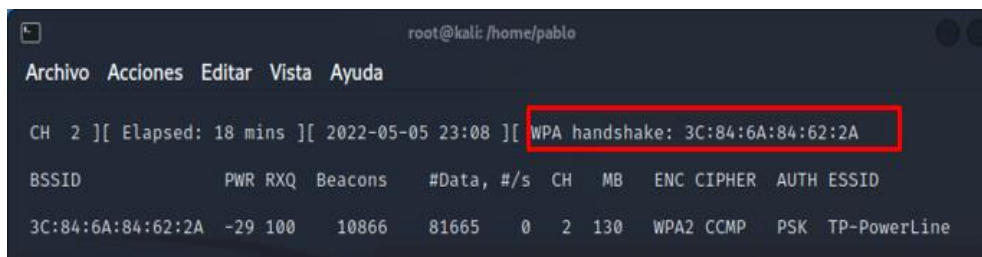 root@kali: /home/pablo
Archivo Acciones Editar Vista Ayuda
CH 2 ][ Elapsed: 18 mins ][ 2022-05-05 23:08 ][ WPA handshake: 3C:84:6A:84:62:2A
BSSID PWR RXQ Beacons #Data, #/s CH MB ENC CIPHER AUTH ESSID
3C:84:6A:84:62:2A -29 100 10866 81665 0 2 130 WPA2 CCMP PSK TP-PowerLine